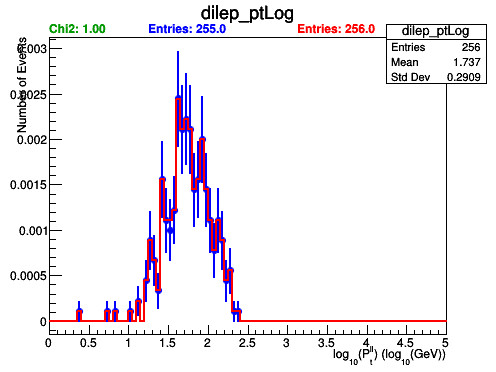 dilep_ptLog
Chi2: 1.00 Entries: 255.0 Entries: 256.0
dilep_ptLog
Entries 256
Mean 1.737
Std Dev 0.2909
Number of Events
0.003
0.0025
0.002
0.0015
0.001
0.0005
0
0 0.5 1 1.5 2 2.5 3 3.5 4 4.5 5
log10(Ptll) (log10(GeV))